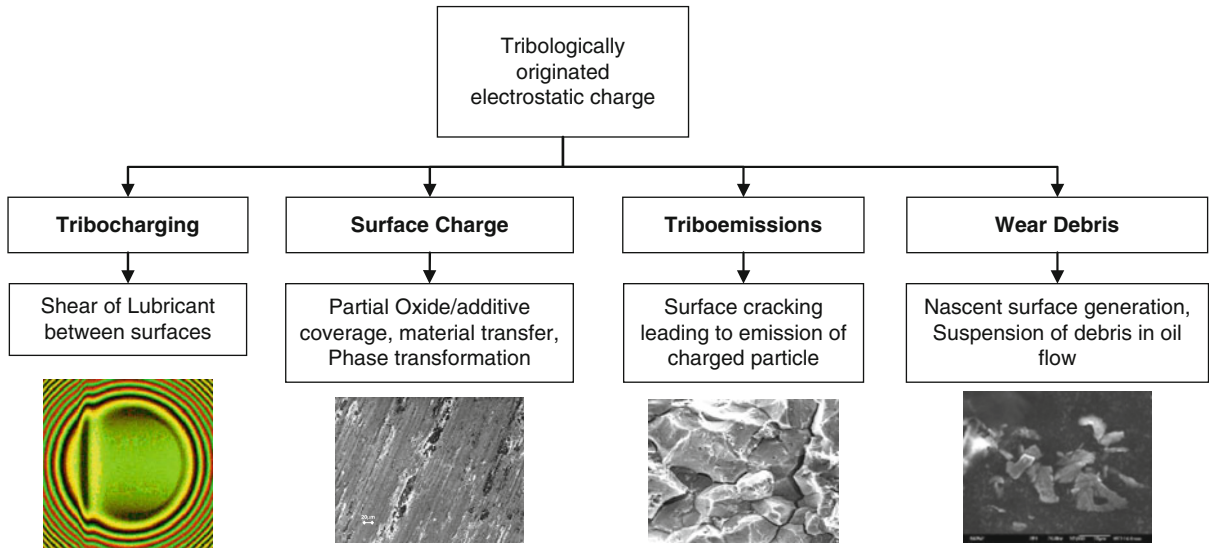 Tribologically
originated
electrostatic charge
Tribocharging
Surface Charge
Triboemissions
Wear Debris
Shear of Lubricant
between surfaces
Partial Oxide/additive
coverage, material transfer,
Phase transformation
Surface cracking
leading to emission of
charged particle
Nascent surface generation,
Suspension of debris in oil
flow
20µm